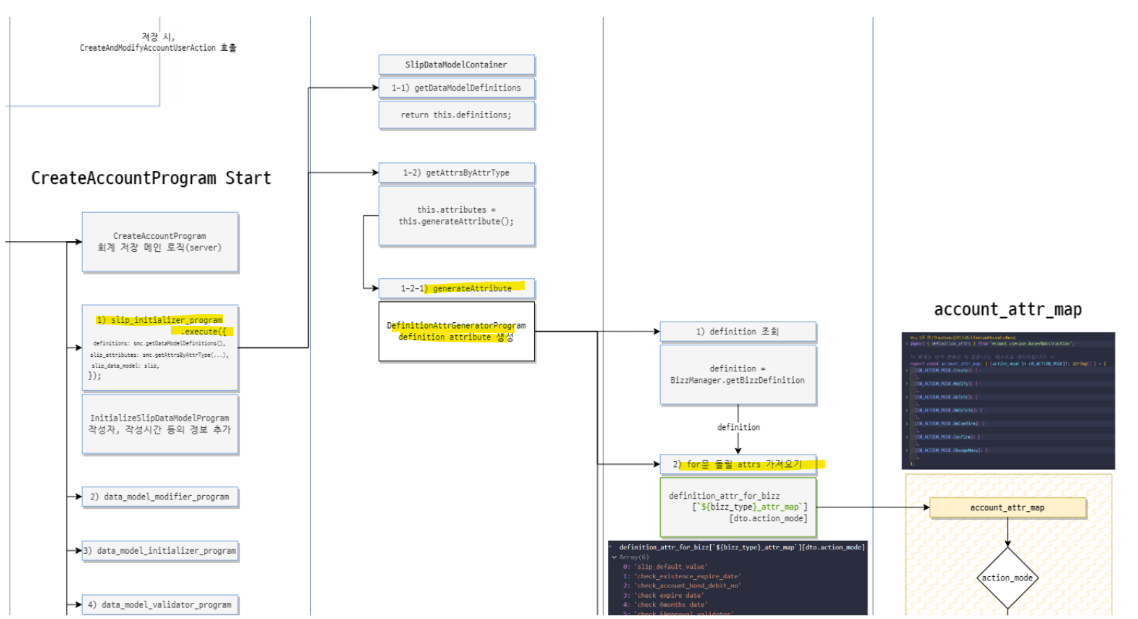 저장 시,
CreateAndModifyAccountUserAction 호출
CreateAccountProgram Start
CreateAccountProgram
회계 저장 메인 로직(server)
1) slip_initializer_program
.execute({
definitions: smc.getDataModelDefinitions(),
slip_attributes: smc.getAttrsByAttrType(...),
slip_data_model: slip,
});
InitializeSlipDataModelProgram
작성자, 작성시간 등의 정보 추가
2) data_model_modifier_program
3) data_model_initializer_program
4) data_model_validator_program
SlipDataModelContainer
1-1) getDataModelDefinitions
return this.definitions;
1-2) getAttrsByAttrType
this.attributes =
this.generateAttribute();
1-2-1) generateAttribute
DefinitionAttrGeneratorProgram
definition attribute 생성
1) definition 조회
definition =
BizzManager.getBizzDefinition
definition
2) for문 돌릴 attrs 가져오기
definition_attr_for_bizz
[`${bizz_type}_attr_map`]
[dto.action_mode]
definition_attr_for_bizz[`${bizz_type}_attr_map`][dto.action_mode]
Array(6)
0: 'slip_default_value'
1: 'check_existence_expire_date'
2: 'check_account_bond_debit_no'
3: 'check expire date'
4: 'check 6months date'
account_attr_map
account_attr_map
action_mode